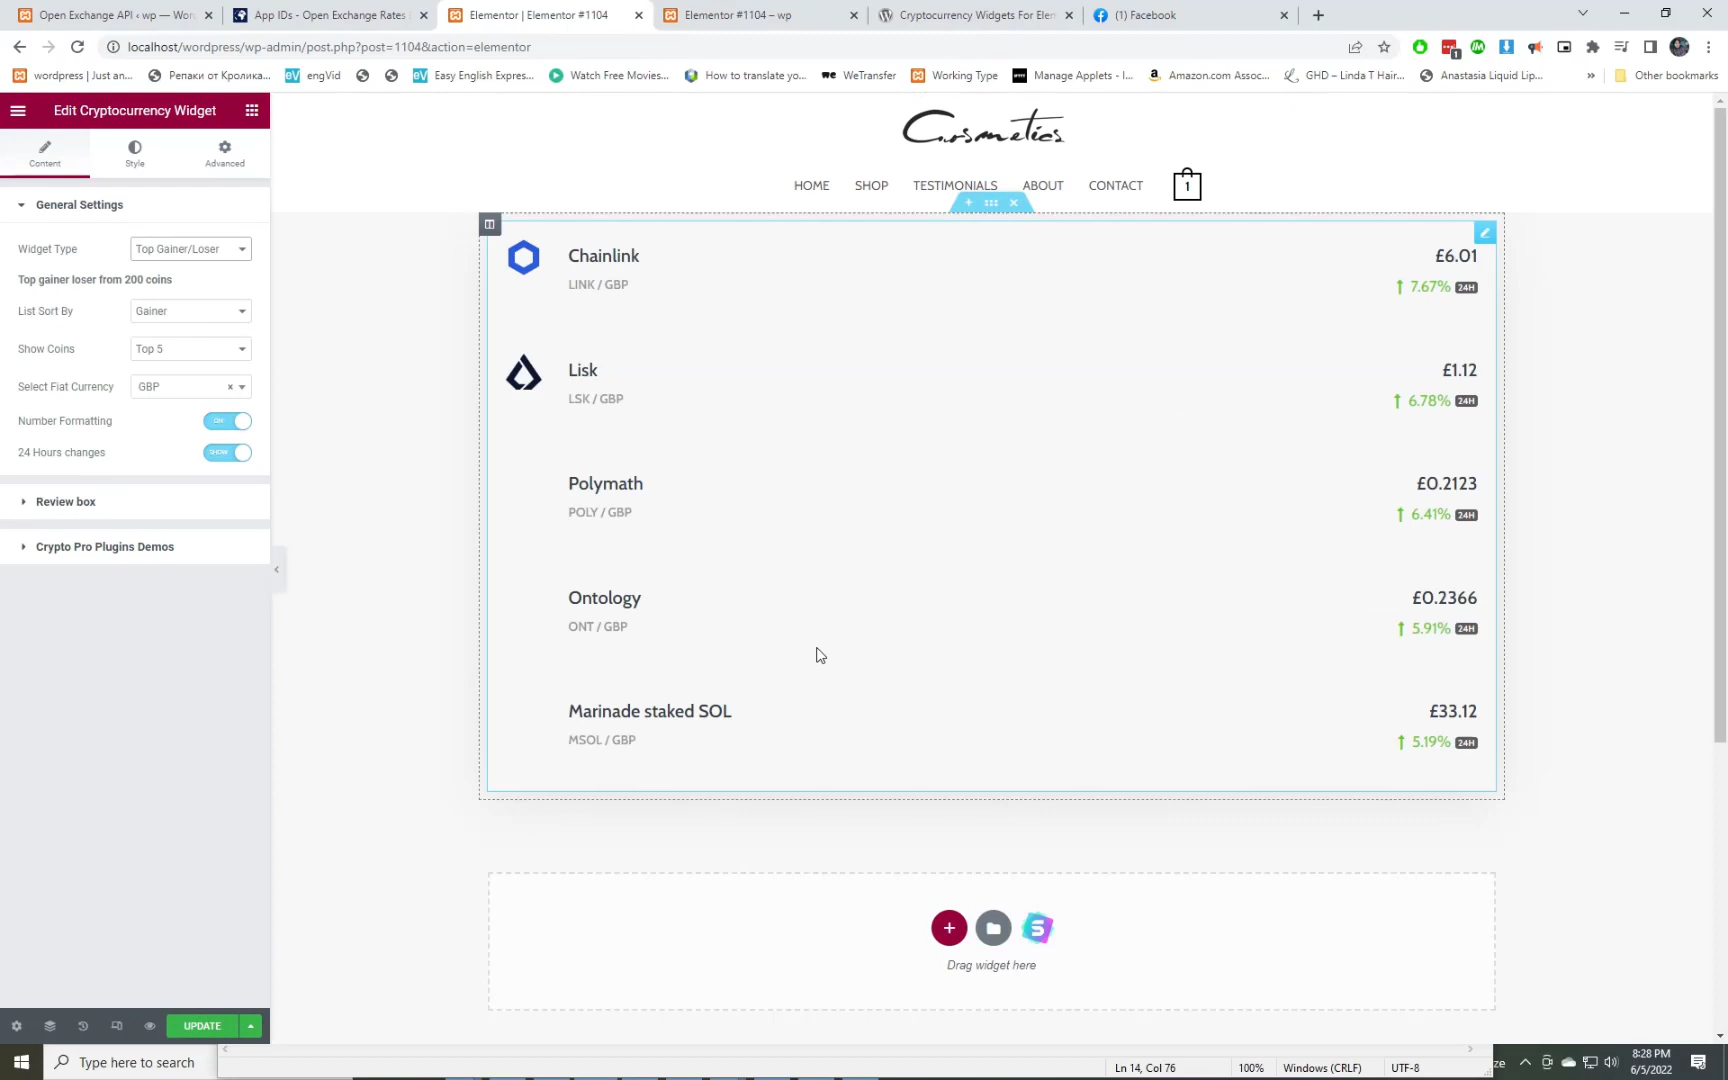 Open Exchange API ‹ wp — Wor
App IDs - Open Exchange Rates
Elementor | Elementor #1104
Elementor #1104 – wp
Cryptocurrency Widgets For Elem
(1) Facebook
localhost/wordpress/wp-admin/post.php?post=1104&action=elementor
1
wordpress | Just an...
Репаки от Кролика...
engVid
Easy English Expres...
Watch Free Movies...
How to translate yo...
WeTransfer
Working Type
Manage Applets - I...
Amazon.com Assoc...
GHD – Linda T Hair...
Anastasia Liquid Lip...
Other bookmarks
Edit Cryptocurrency Widget
Content
Style
Advanced
General Settings
Widget Type
Top Gainer/Loser
Top gainer loser from 200 coins
List Sort By
Gainer
Show Coins
Top 5
Select Fiat Currency
GBP
Number Formatting
ON
24 Hours changes
SHOW
Review box
Crypto Pro Plugins Demos
UPDATE
Cosmetics
HOME
SHOP
TESTIMONIALS
ABOUT
CONTACT
1
Chainlink
£6.01
LINK / GBP
7.67% 24H
Lisk
£1.12
LSK / GBP
6.78% 24H
Polymath
£0.2123
POLY / GBP
6.41% 24H
Ontology
£0.2366
ONT / GBP
5.91% 24H
Marinade staked SOL
£33.12
MSOL / GBP
5.19% 24H
Drag widget here
Type here to search
Ln 14, Col 76
100%
Windows (CRLF)
UTF-8
ze
8:28 PM
6/5/2022